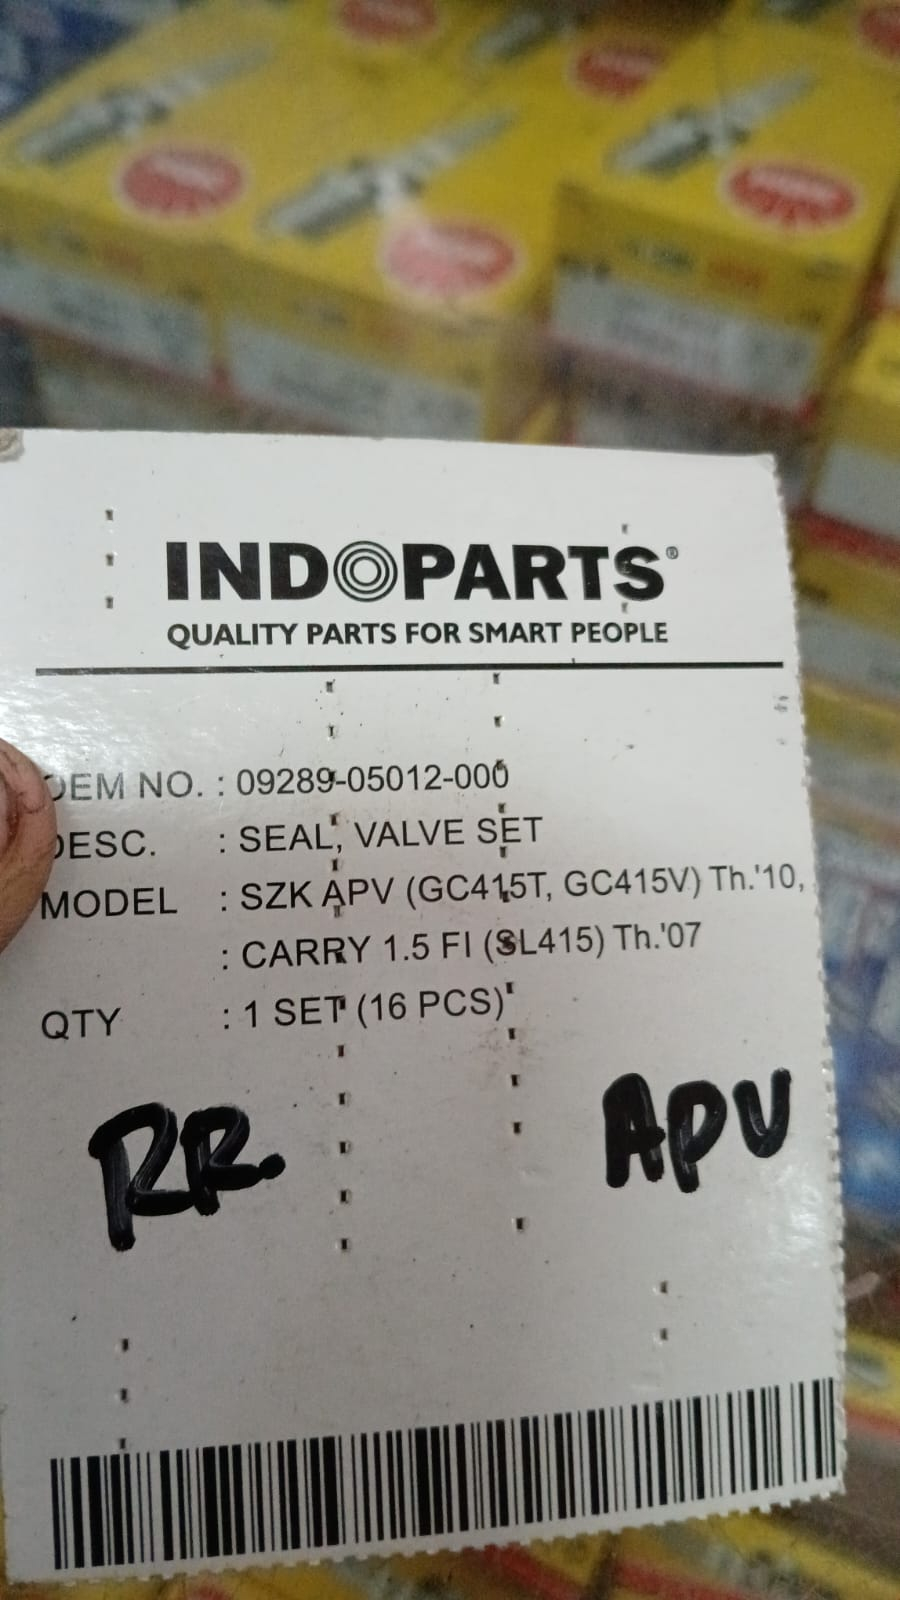 INDOPARTS®
QUALITY PARTS FOR SMART PEOPLE
OEM NO. : 09289-05012-000
DESC. : SEAL, VALVE SET
MODEL : SZK APV (GC415T, GC415V) Th.'10,
: CARRY 1.5 FI (SL415) Th.'07
QTY : 1 SET (16 PCS)
RR. APV